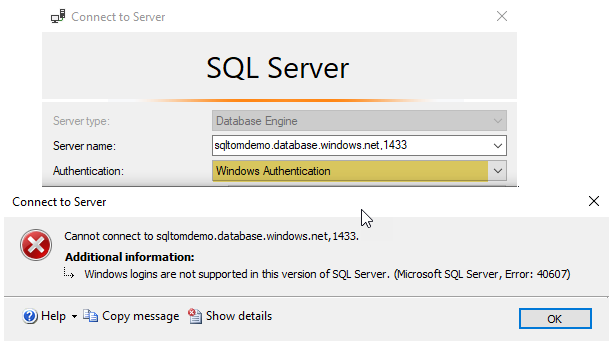 Connect to Server
SQL Server
Server type: Database Engine
Server name: sqltomdemo.database.windows.net,1433
Authentication: Windows Authentication
Connect to Server
Cannot connect to sqltomdemo.database.windows.net,1433.
Additional information:
Windows logins are not supported in this version of SQL Server. (Microsoft SQL Server, Error: 40607)
Help Copy message Show details OK